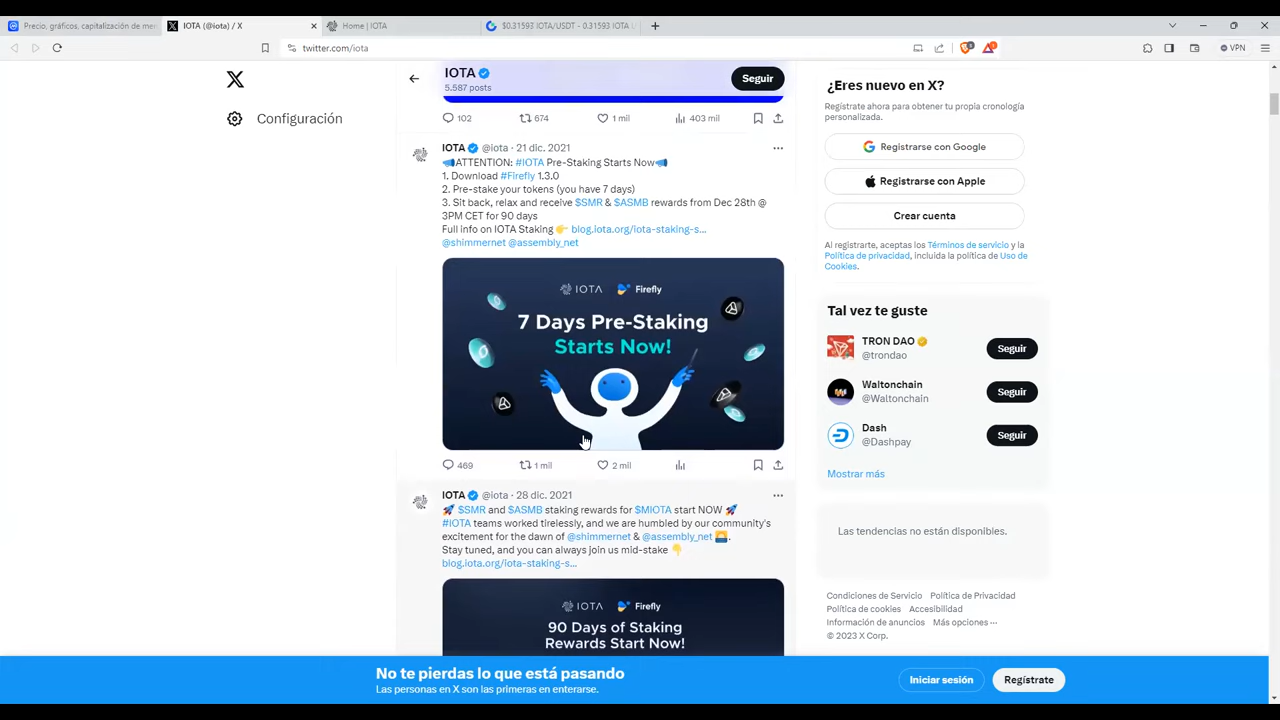 Precio, gráficos, capitalización de mer
IOTA (@iota) / X
Home | IOTA
$0.31593 IOTA/USDT - 0.31593 IOTA
twitter.com/iota
VPN
IOTA
5.587 posts
Seguir
Configuración
102 674 1 mil 403 mil
IOTA @iota · 21 dic. 2021
📣ATTENTION: #IOTA Pre-Staking Starts Now📣
1. Download #Firefly 1.3.0
2. Pre-stake your tokens (you have 7 days)
3. Sit back, relax and receive $SMR & $ASMB rewards from Dec 28th @
3PM CET for 90 days
Full info on IOTA Staking 👉 blog.iota.org/iota-staking-s…
@shimmernet @assembly_net
IOTA Firefly
7 Days Pre-Staking
Starts Now!
469 1 mil 2 mil
IOTA @iota · 28 dic. 2021
🚀 $SMR and $ASMB staking rewards for $MIOTA start NOW 🚀
#IOTA teams worked tirelessly, and we are humbled by our community's
excitement for the dawn of @shimmernet & @assembly_net 🌅.
Stay tuned, and you can always join us mid-stake 👇
blog.iota.org/iota-staking-s…
IOTA Firefly
90 Days of Staking
Rewards Start Now!
¿Eres nuevo en X?
Regístrate ahora para obtener tu propia cronología
personalizada.
Registrarse con Google
Registrarse con Apple
Crear cuenta
Al registrarte, aceptas los Términos de servicio y la
Política de privacidad, incluida la política de Uso de
Cookies.
Tal vez te guste
TRON DAO
@trondao
Seguir
Waltonchain
@Waltonchain
Seguir
Dash
@Dashpay
Seguir
Mostrar más
Las tendencias no están disponibles.
Condiciones de Servicio Política de Privacidad
Política de cookies Accesibilidad
Información de anuncios Más opciones ···
© 2023 X Corp.
No te pierdas lo que está pasando
Las personas en X son las primeras en enterarse.
Iniciar sesión
Regístrate